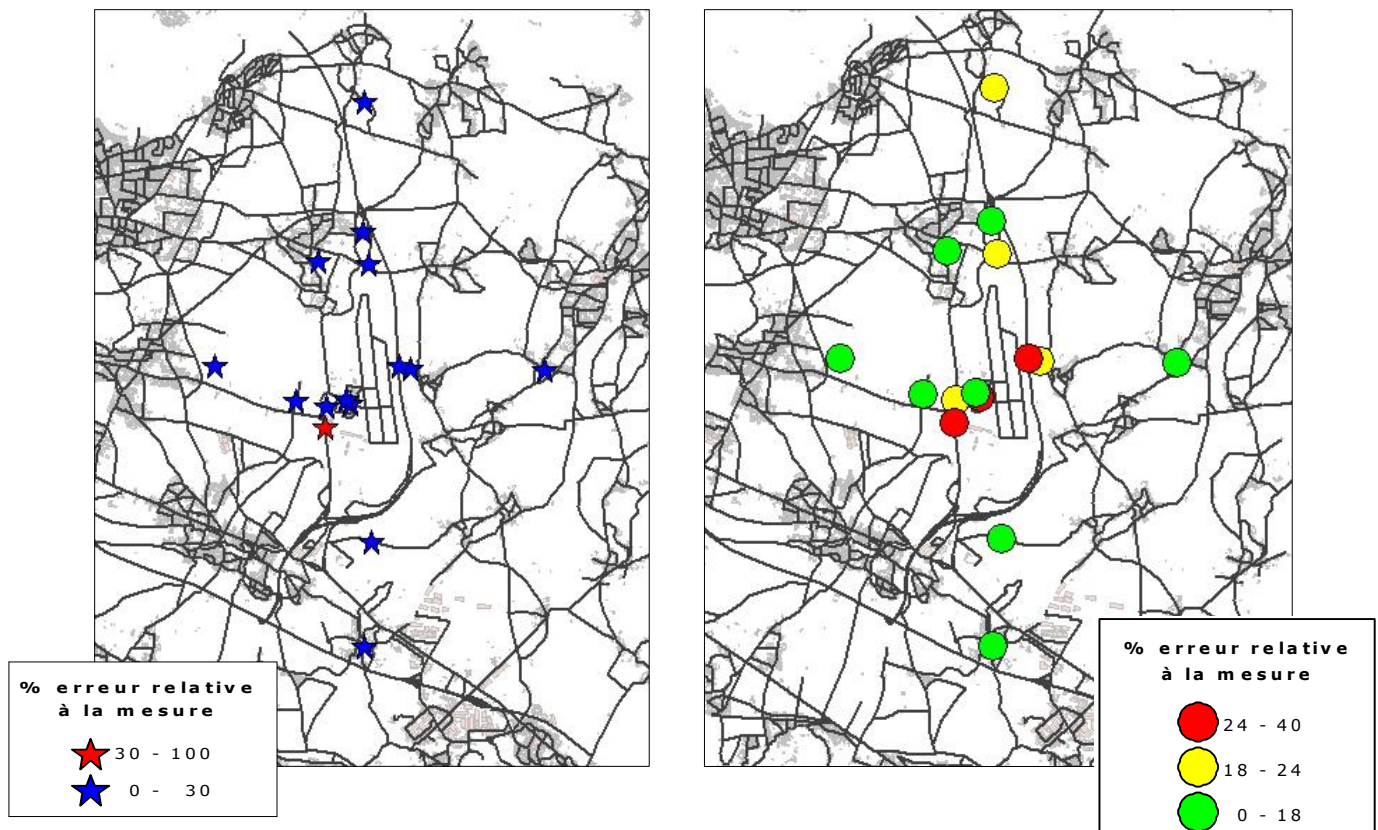 % erreur relative
à la mesure
30 - 100
0 - 30
% erreur relative
à la mesure
24 - 40
18 - 24
0 - 18